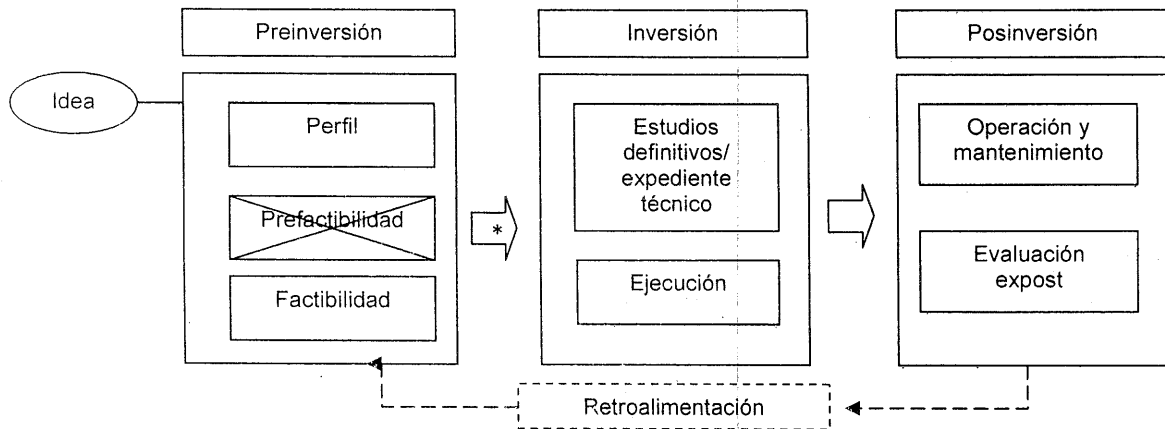 Preinversión
Inversión
Posinversión
Idea
Perfil
Prefactibilidad
Factibilidad
*
Estudios
definitivos/
expediente
técnico
Ejecución
Operación y
mantenimiento
Evaluación
expost
Retroalimentación